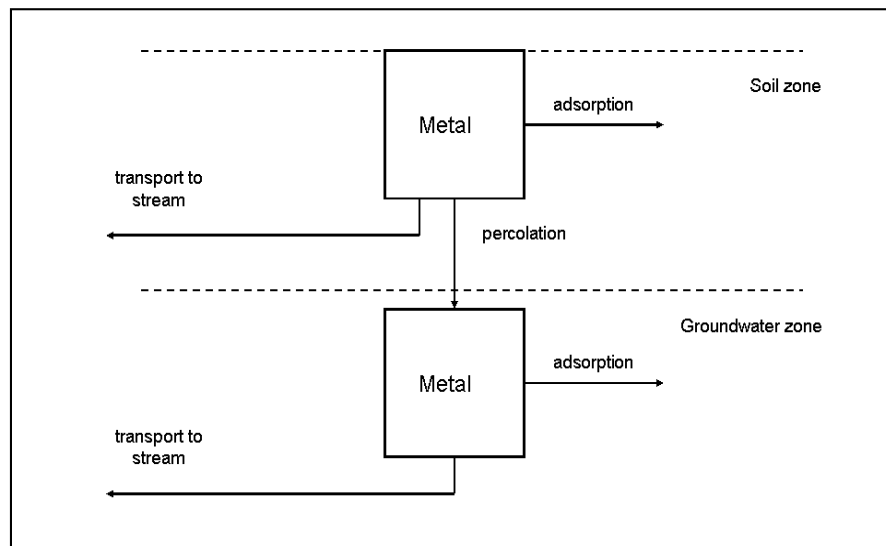 Soil zone
adsorption
Metal
transport to
stream
percolation
Groundwater zone
adsorption
Metal
transport to
stream